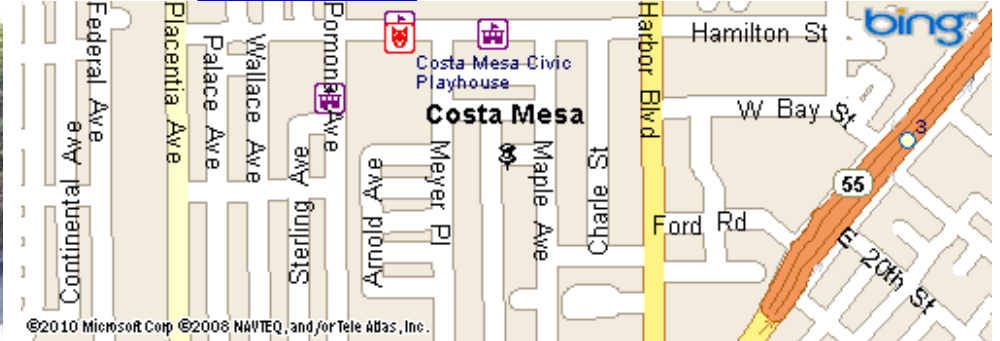 Federal Ave
Placentia Ave
Palace Ave
Wallace Ave
Pomona Ave
Costa Mesa Civic
Playhouse
Costa Mesa
Harbor Blvd
Hamilton St
bing™
W Bay St
3
55
Continental Ave
Sterling Ave
Arnold Ave
Meyer Pl
Maple Ave
Charle St
Ford Rd
E 20th St
©2010 Microsoft Corp ©2008 NAVTEQ, and/or Tele Atlas, Inc.